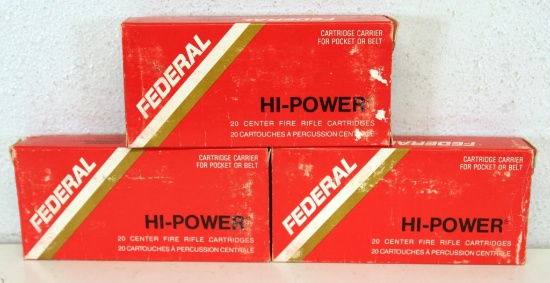 FEDERAL
CARTRIDGE CARRIER
FOR POCKET OR BELT
HI-POWER
20 CENTER FIRE RIFLE CARTRIDGES
20 CARTOUCHES À PERCUSSION CENTRALE
FEDERAL
CARTRIDGE CARRIER
FOR POCKET OR BELT
HI-POWER
20 CENTER FIRE RIFLE CARTRIDGES
20 CARTOUCHES À PERCUSSION CENTRALE
FEDERAL
CARTRIDGE CARRIER
FOR POCKET OR BELT
HI-POWER
20 CENTER FIRE RIFLE CARTRIDGES
20 CARTOUCHES À PERCUSSION CENTRALE